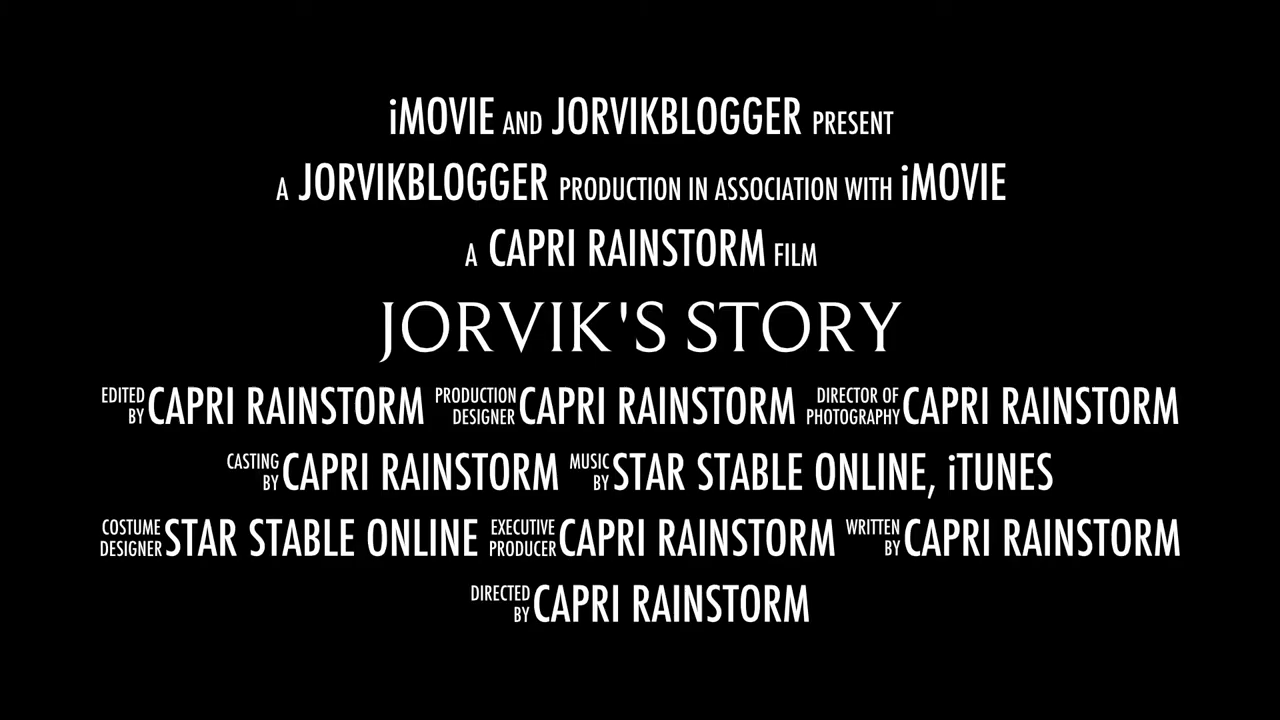 iMOVIE AND JORVIKBLOGGER PRESENT
A JORVIKBLOGGER PRODUCTION IN ASSOCIATION WITH iMOVIE
A CAPRI RAINSTORM FILM
JORVIK'S STORY
EDITED BY CAPRI RAINSTORM PRODUCTION DESIGNER CAPRI RAINSTORM DIRECTOR OF PHOTOGRAPHY CAPRI RAINSTORM
CASTING BY CAPRI RAINSTORM MUSIC BY STAR STABLE ONLINE, iTUNES
COSTUME DESIGNER STAR STABLE ONLINE EXECUTIVE PRODUCER CAPRI RAINSTORM WRITTEN BY CAPRI RAINSTORM
DIRECTED BY CAPRI RAINSTORM